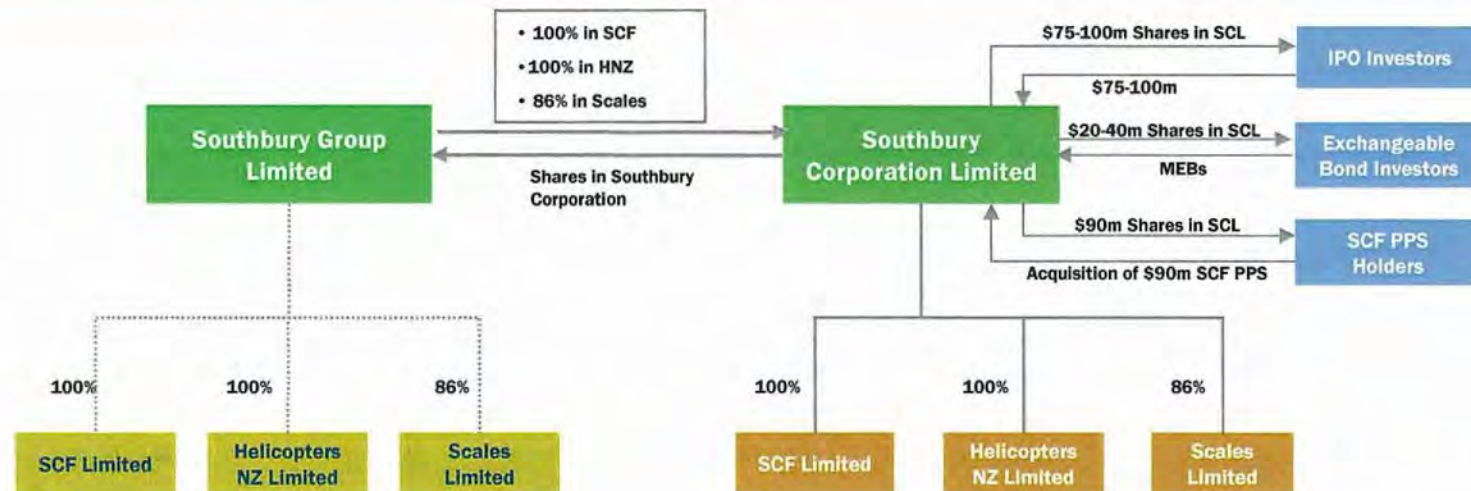 • 100% in SCF
• 100% in HNZ
• 86% in Scales
$75-100m Shares in SCL
IPO Investors
$75-100m
Southbury Group
Limited
Shares in Southbury
Corporation
Southbury
Corporation Limited
$20-40m Shares in SCL
MEBs
Exchangeable
Bond Investors
$90m Shares in SCL
Acquisition of $90m SCF PPS
SCF PPS
Holders
100%
100%
86%
100%
100%
86%
SCF Limited
Helicopters
NZ Limited
Scales
Limited
SCF Limited
Helicopters
NZ Limited
Scales
Limited